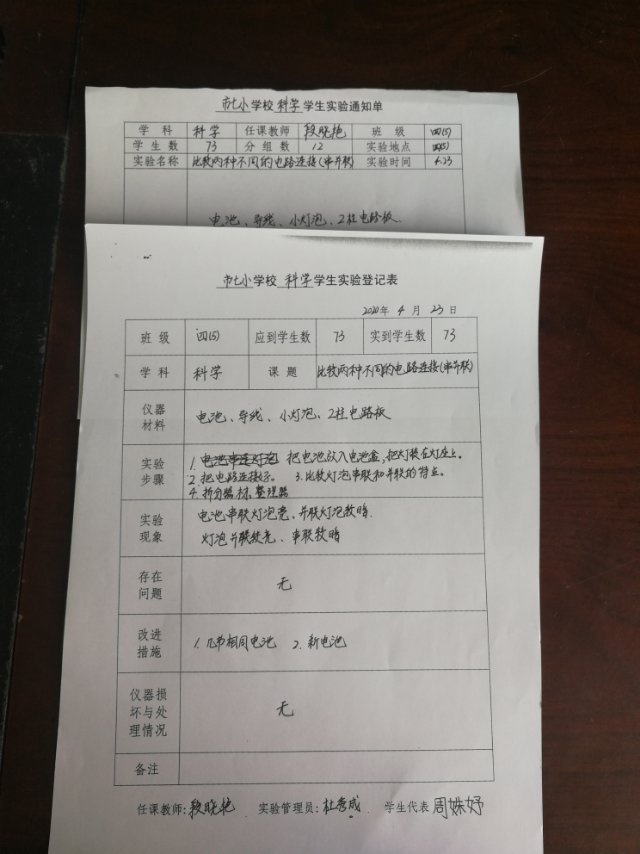 市七小学校 科学 学生实验通知单
学 科 科学 任课教师 段晓艳 班 级 四(5)
学 生 数 73 分 组 数 12 实验地点 四(5)
实验名称 比较两种不同的电路连接(串并联) 实验时间 4.23
电池、导线、小灯泡、2柱电路板.
市七小学校 科学 学生实验登记表
2020年 4 月 23 日
班 级 四(5) 应到学生数 73 实到学生数 73
学 科 科学 课 题 比较两种不同的电路连接(串并联)
仪器材料 电池、导线、小灯泡、2柱电路板
实验步骤 1. 把电池放入电池盒,把灯装在灯座上。
2. 把电路连接好。 3. 比较灯泡串联和并联的特点。
4. 拆分器材,整理器
实验现象 电池串联灯泡亮、并联灯泡较暗.
灯泡并联较亮、串联较暗
存在问题 无
改进措施 1. 几节相同电池 2. 新电池
仪器损坏与处理情况 无
备注
任课教师:段晓艳 实验管理员:杜秀成 学生代表 周姝妤